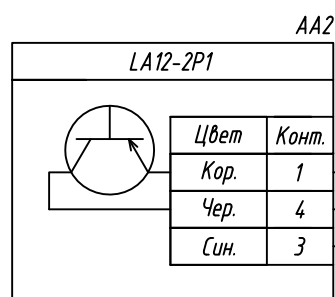 AA2
LA12-2P1
Цвет Конт.
Кор. 1
Чер. 4
Син. 3